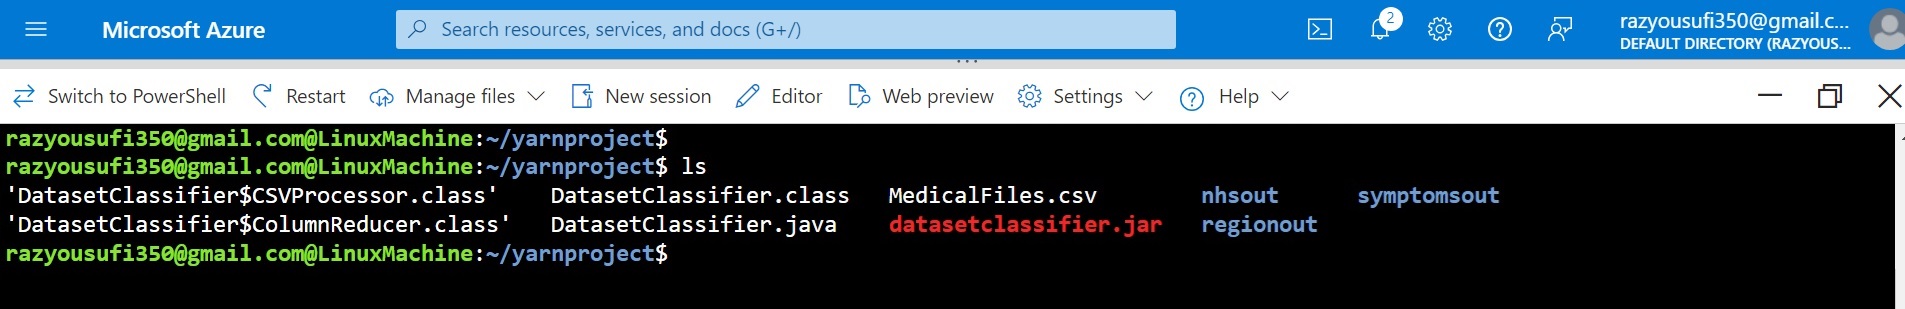 Microsoft Azure Search resources, services, and docs (G+/) 2 razyousufi350@gmail.c...
DEFAULT DIRECTORY (RAZYOUS...
Switch to PowerShell Restart Manage files New session Editor Web preview Settings Help
razyousufi350@gmail.com@LinuxMachine:~/yarnproject$
razyousufi350@gmail.com@LinuxMachine:~/yarnproject$ ls
'DatasetClassifier$CSVProcessor.class' DatasetClassifier.class MedicalFiles.csv nhsout symptomsout
'DatasetClassifier$ColumnReducer.class' DatasetClassifier.java datasetclassifier.jar regionout
razyousufi350@gmail.com@LinuxMachine:~/yarnproject$